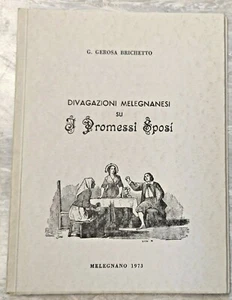 G. GEROSA BRICHETTO
DIVAGAZIONI MELEGNANESI
su
I Promessi Sposi
MELEGNANO 1973